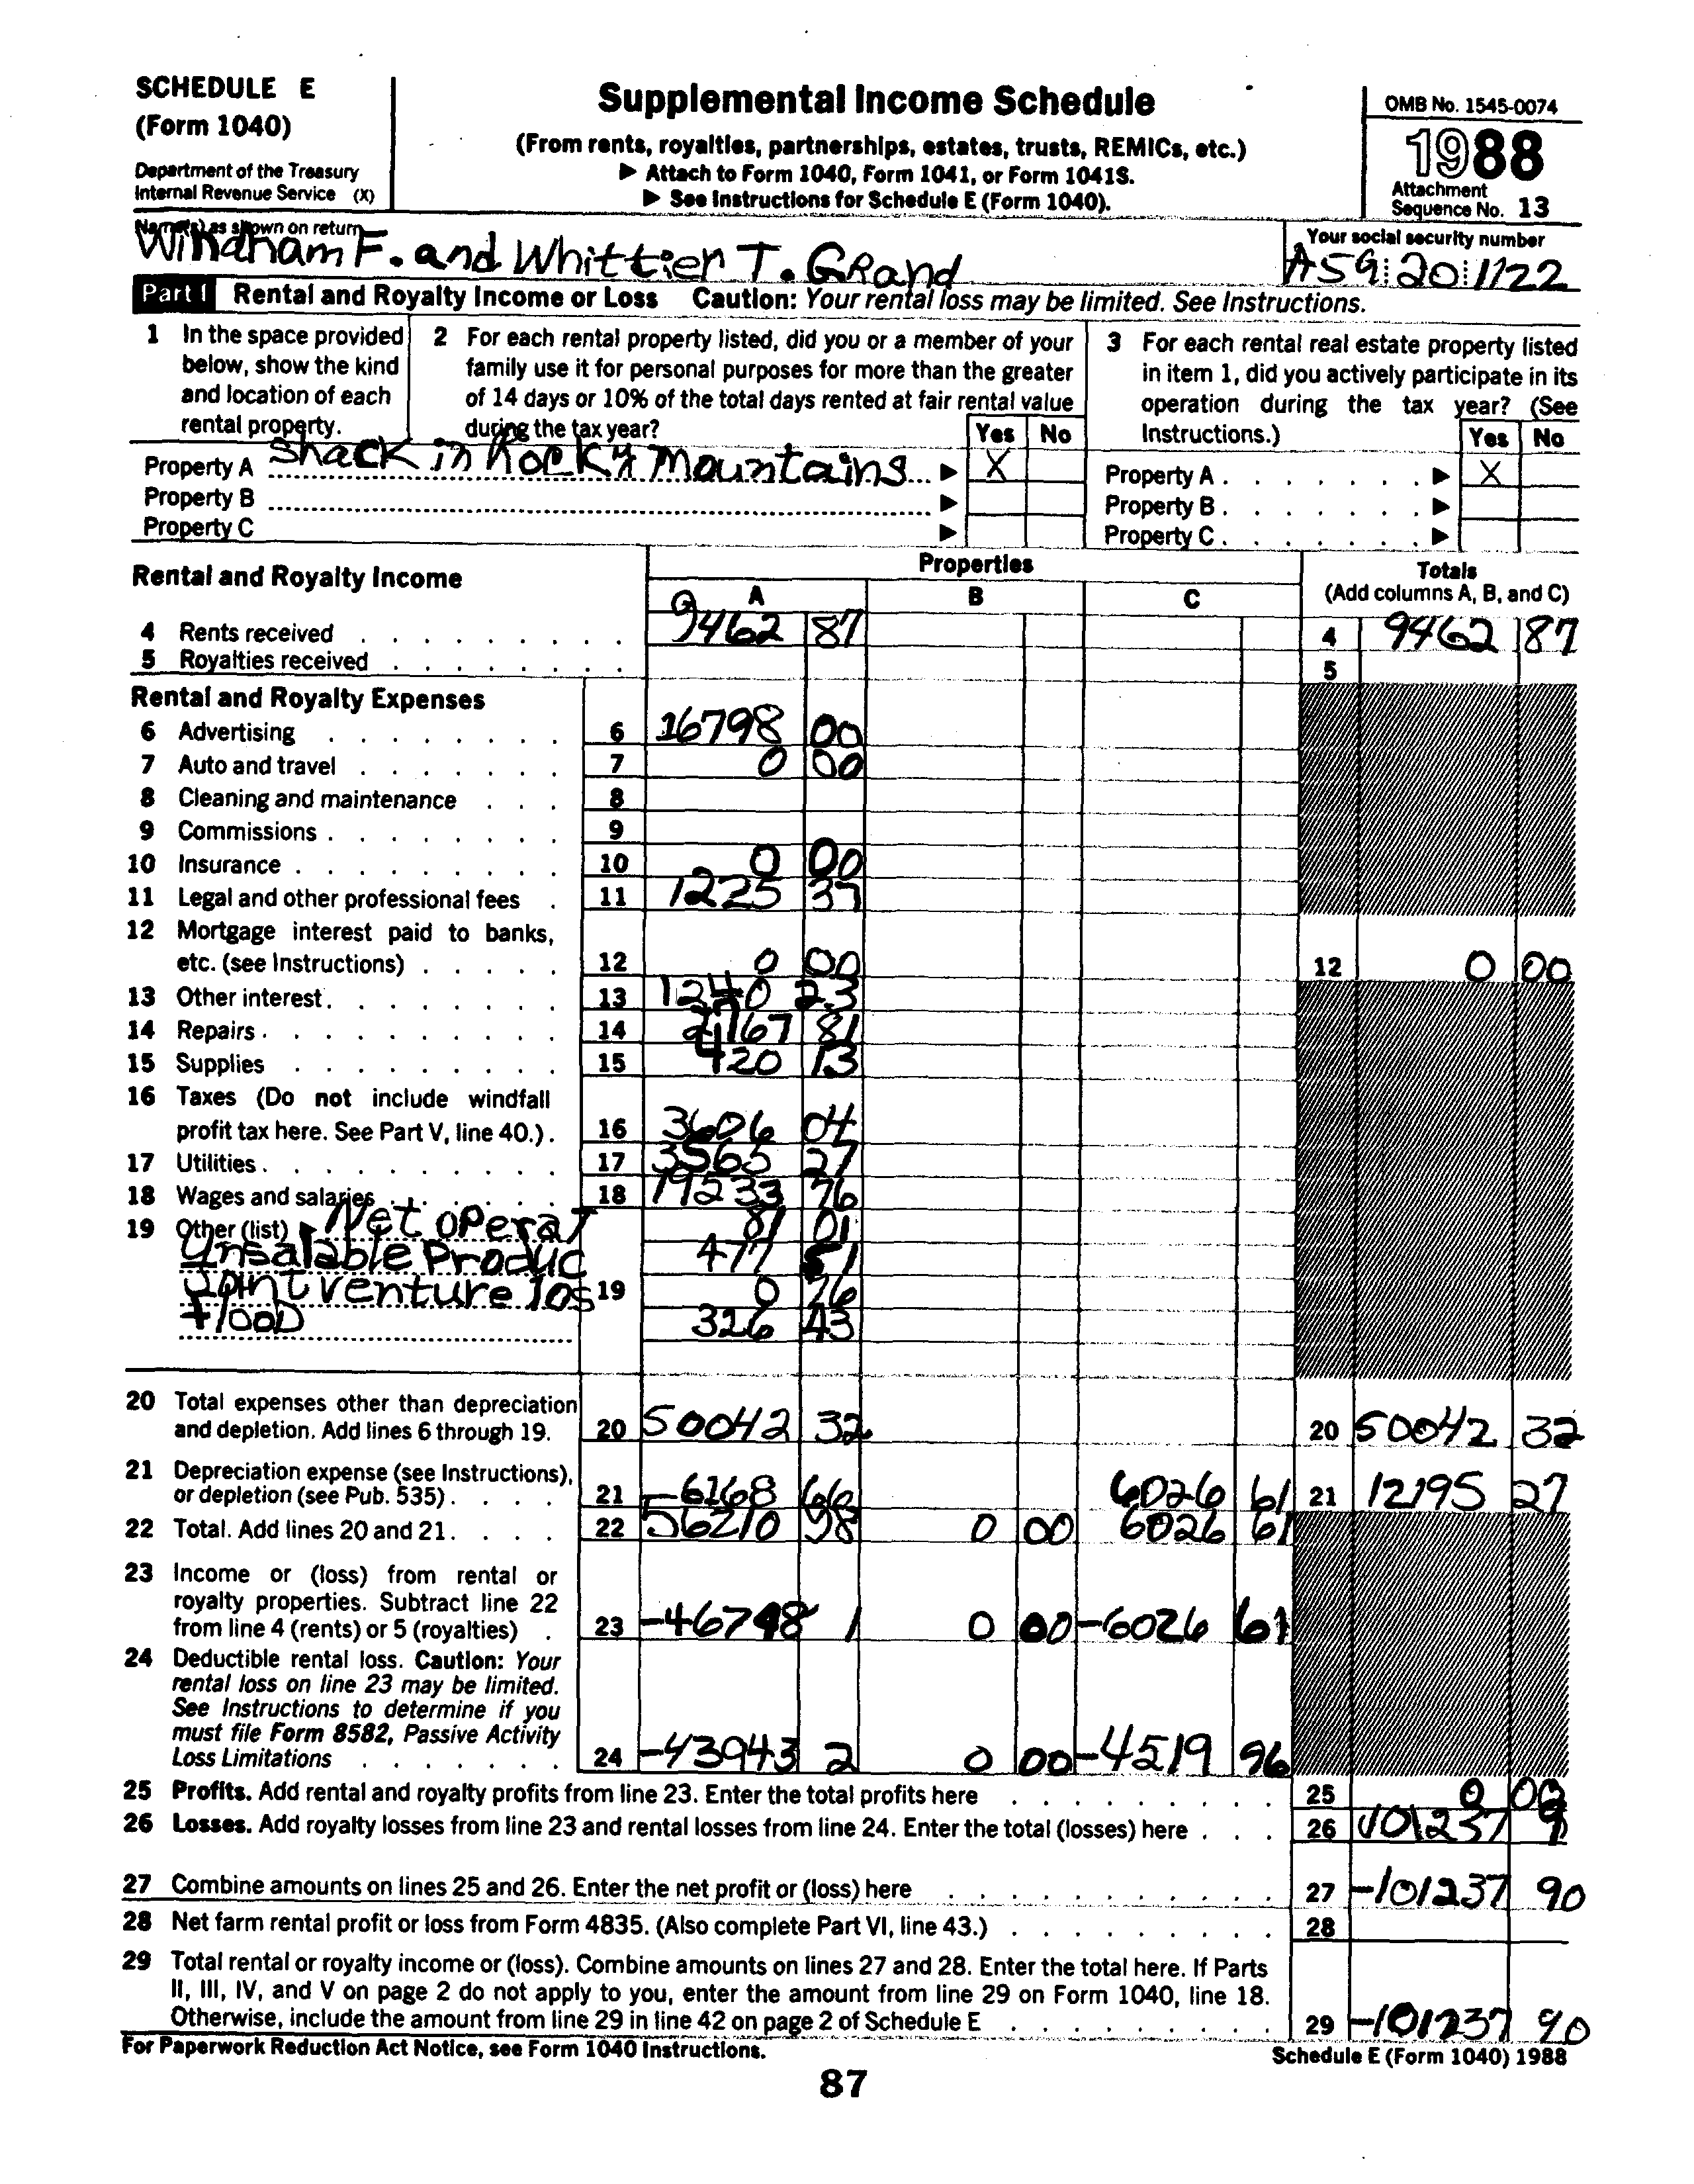 SCHEDULE E
(Form 1040)
Department of the Treasury
Internal Revenue Service (X)
Supplemental Income Schedule
(From rents, royalties, partnerships, estates, trusts, REMICs, etc.)
▶ Attach to Form 1040, Form 1041, or Form 1041S.
▶ See Instructions for Schedule E (Form 1040).
OMB No. 1545-0074
1988
Attachment
Sequence No. 13
Name(s) as shown on return
Windham F. and Whittier T. GRand
Your social security number
A59 20 1122
Part I Rental and Royalty Income or Loss Caution: Your rental loss may be limited. See Instructions.
1 In the space provided
below, show the kind
and location of each
rental property.
2 For each rental property listed, did you or a member of your
family use it for personal purposes for more than the greater
of 14 days or 10% of the total days rented at fair rental value
during the tax year? Yes No
3 For each rental real estate property listed
in item 1, did you actively participate in its
operation during the tax year? (See
Instructions.) Yes No
Property A shack in Rocky Mountains ▶ X
Property B ▶
Property C ▶
Property A ▶ X
Property B ▶
Property C ▶
Rental and Royalty Income
Properties
A B C
Totals
(Add columns A, B, and C)
4 Rents received 9462 87 4 9462 87
5 Royalties received 5
Rental and Royalty Expenses
6 Advertising 6 16798 00
7 Auto and travel 7 0 00
8 Cleaning and maintenance 8
9 Commissions 9
10 Insurance 10 0 00
11 Legal and other professional fees 11 1225 37
12 Mortgage interest paid to banks,
etc. (see Instructions) 12 0 00 12 0 00
13 Other interest 13 1240 23
14 Repairs 14 167 81
15 Supplies 15 420 13
16 Taxes (Do not include windfall
profit tax here. See Part V, line 40.) 16 3606 04
17 Utilities 17 3565 27
18 Wages and salaries 18 19233 76
19 Other (list) ▶ Net operat 81 01
Unsalable Produc 477 51
Joint venture los 19 0 76
flooD 326 43
20 Total expenses other than depreciation
and depletion. Add lines 6 through 19. 20 50042 32 20 50042 32
21 Depreciation expense (see Instructions),
or depletion (see Pub. 535) 21 6168 66 6026 61 21 12195 27
22 Total. Add lines 20 and 21. 22 56210 98 0 00 6026 61
23 Income or (loss) from rental or
royalty properties. Subtract line 22
from line 4 (rents) or 5 (royalties) 23 -46748 1 0 00 -6026 61
24 Deductible rental loss. Caution: Your
rental loss on line 23 may be limited.
See Instructions to determine if you
must file Form 8582, Passive Activity
Loss Limitations 24 -43943 2 0 00 -4519 96
25 Profits. Add rental and royalty profits from line 23. Enter the total profits here 25 0 00
26 Losses. Add royalty losses from line 23 and rental losses from line 24. Enter the total (losses) here 26 101237 9
27 Combine amounts on lines 25 and 26. Enter the net profit or (loss) here 27 -101237 90
28 Net farm rental profit or loss from Form 4835. (Also complete Part VI, line 43.) 28
29 Total rental or royalty income or (loss). Combine amounts on lines 27 and 28. Enter the total here. If Parts
II, III, IV, and V on page 2 do not apply to you, enter the amount from line 29 on Form 1040, line 18.
Otherwise, include the amount from line 29 in line 42 on page 2 of Schedule E 29 -101237 90
For Paperwork Reduction Act Notice, see Form 1040 Instructions.
Schedule E (Form 1040) 1988
87